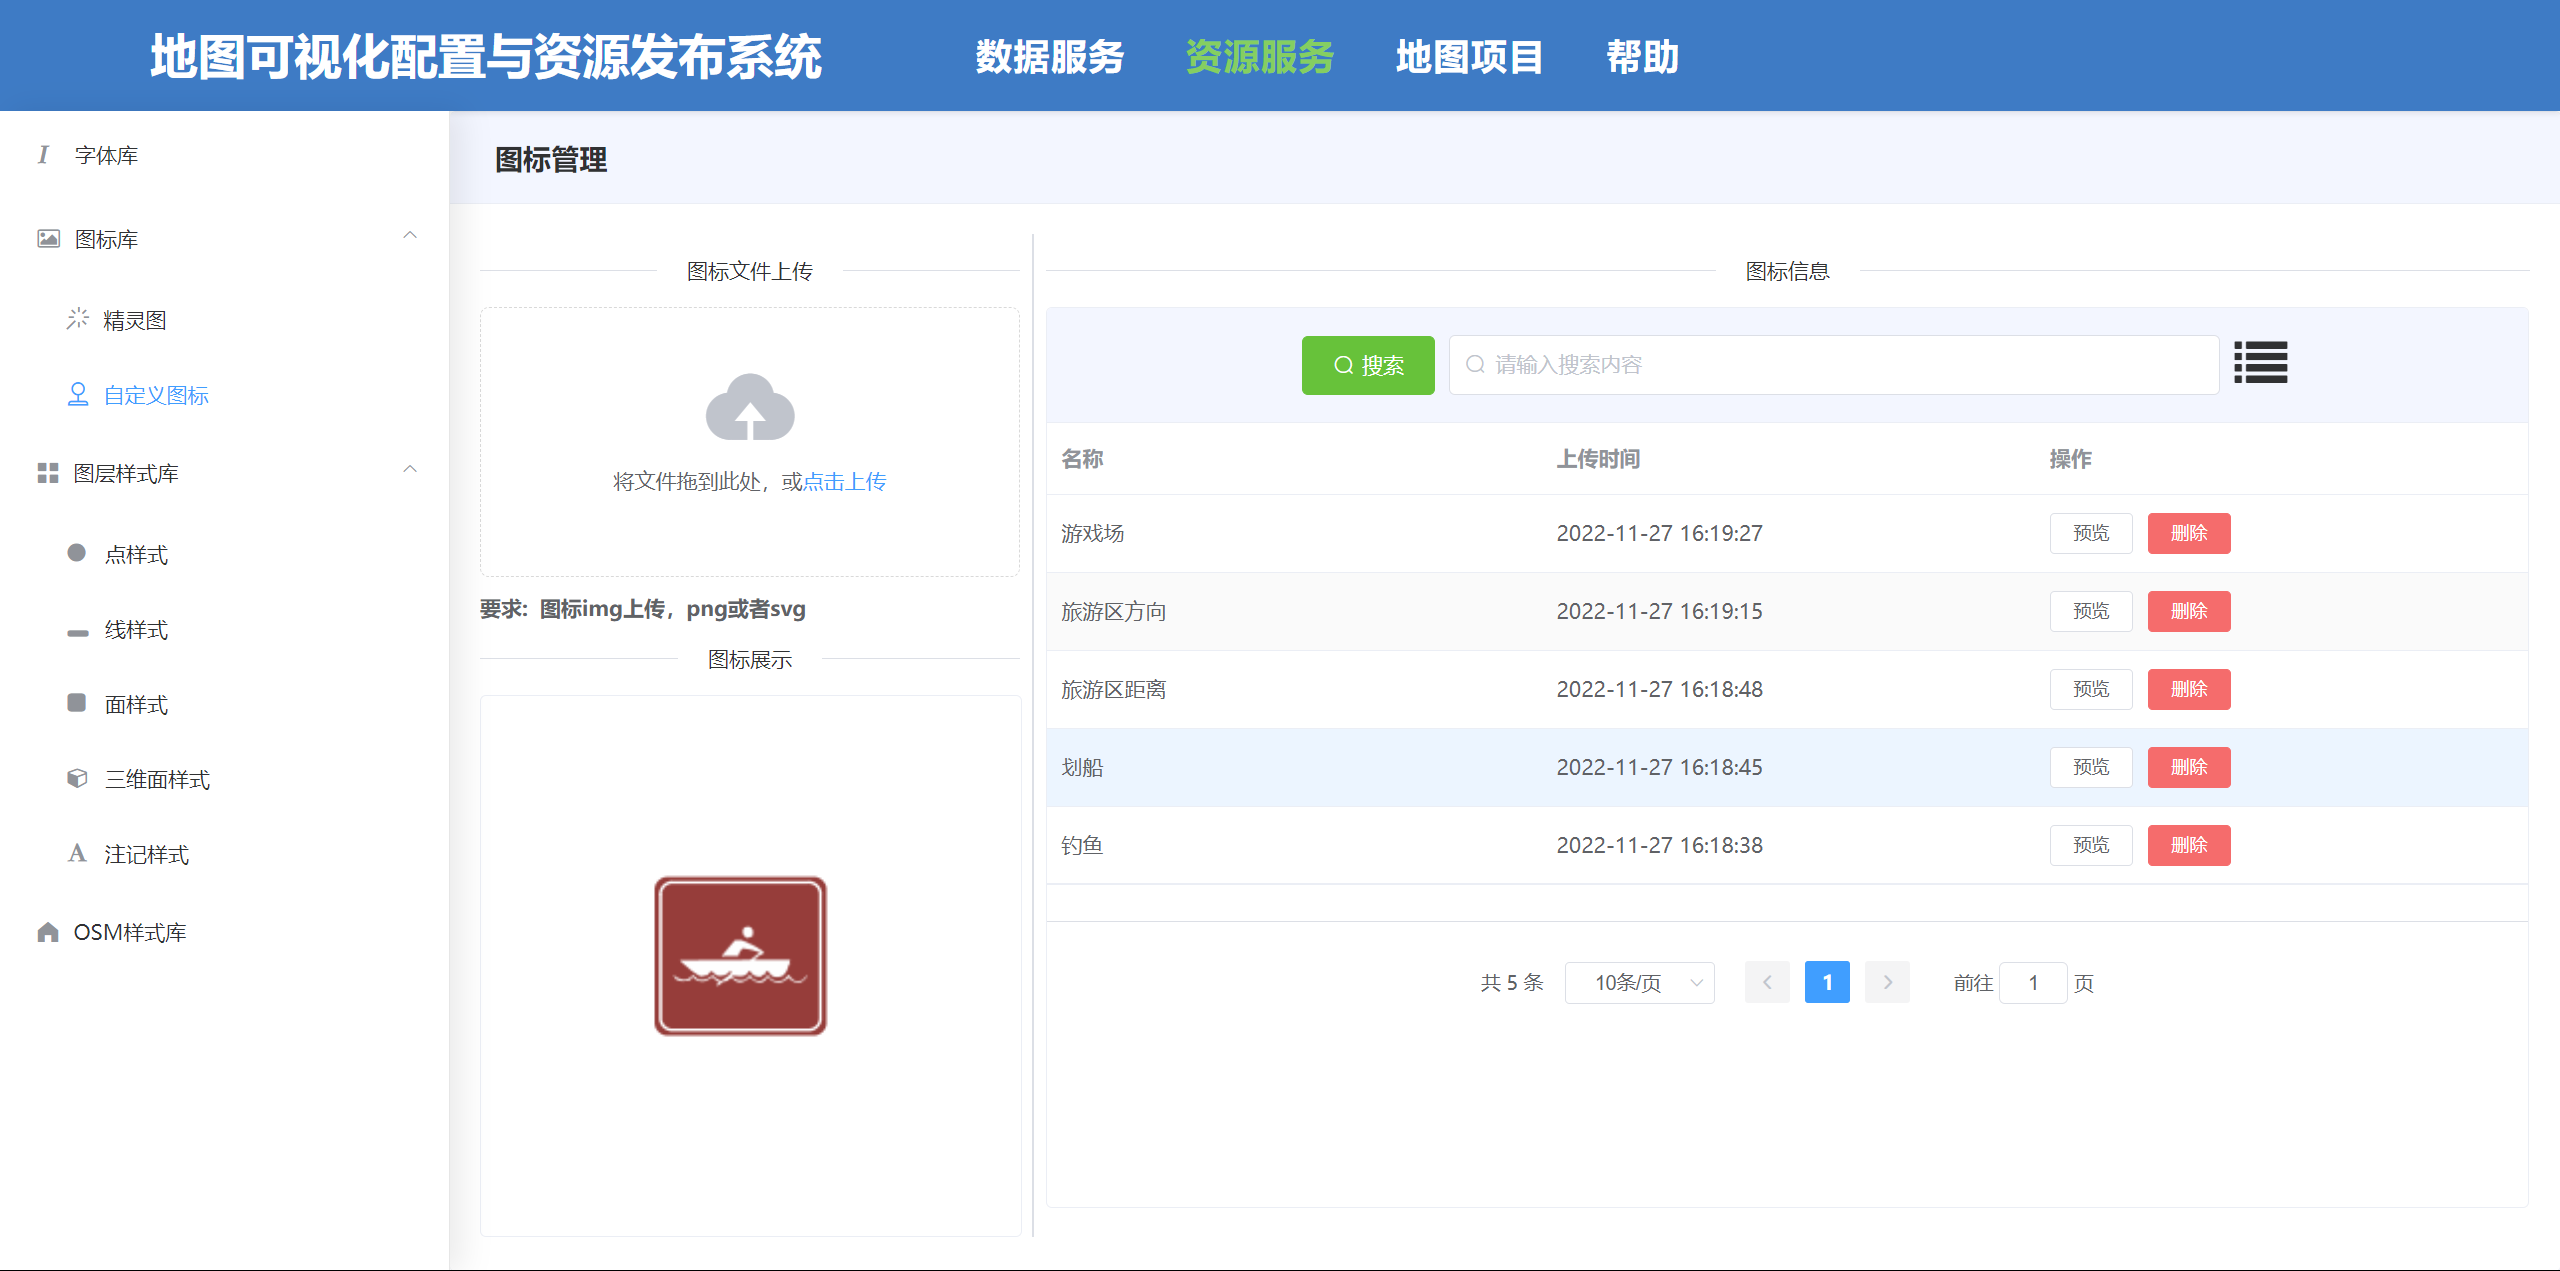 地图可视化配置与资源发布系统 数据服务 资源服务 地图项目 帮助
字体库
图标库
精灵图
自定义图标
图层样式库
点样式
线样式
面样式
三维面样式
A 注记样式
OSM样式库
图标管理
图标文件上传
将文件拖到此处，或点击上传
要求：图标img上传，png或者svg
图标展示
图标信息
搜索 请输入搜索内容
名称 上传时间 操作
游戏场 2022-11-27 16:19:27 预览 删除
旅游区方向 2022-11-27 16:19:15 预览 删除
旅游区距离 2022-11-27 16:18:48 预览 删除
划船 2022-11-27 16:18:45 预览 删除
钓鱼 2022-11-27 16:18:38 预览 删除
共 5 条 10条/页 1 前往 1 页